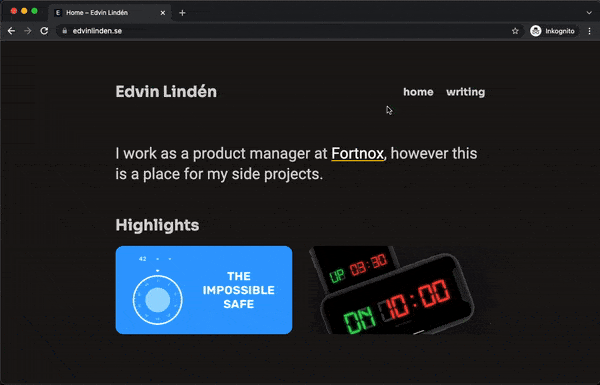 Home – Edvin Lindén
edvinlinden.se
Inkognito
Edvin Lindén
home
writing
I work as a product manager at Fortnox, however this
is a place for my side projects.
Highlights
42
THE
IMPOSSIBLE
SAFE
UP 03:30
ON 10:00